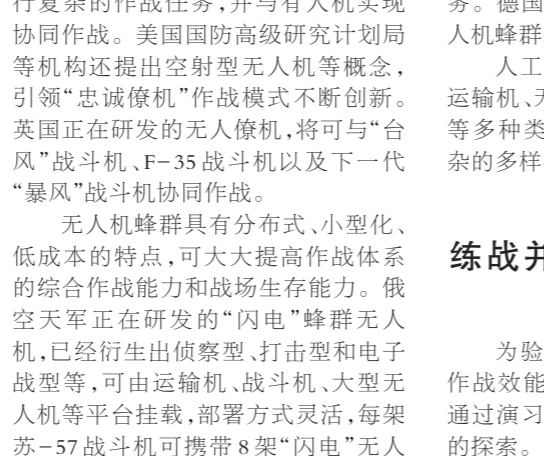 行复杂的作战任务,并与有人机实现
协同作战。美国国防高级研究计划局
等机构还提出空射型无人机等概念,
引领“忠诚僚机”作战模式不断创新。
英国正在研发的无人僚机,将可与“台
风”战斗机、F-35战斗机以及下一代
“暴风”战斗机协同作战。
无人机蜂群具有分布式、小型化、
低成本的特点,可大大提高作战体系
的综合作战能力和战场生存能力。俄
空天军正在研发的“闪电”蜂群无人
机,已经衍生出侦察型、打击型和电子
战型等,可由运输机、战斗机、大型无
人机等平台挂载,部署方式灵活,每架
苏-57战斗机可携带8架“闪电”无人
务。德国
人机蜂群
人工
运输机、无
等多种类
杂的多样
练战并
为验
作战效能
通过演习
的探索。